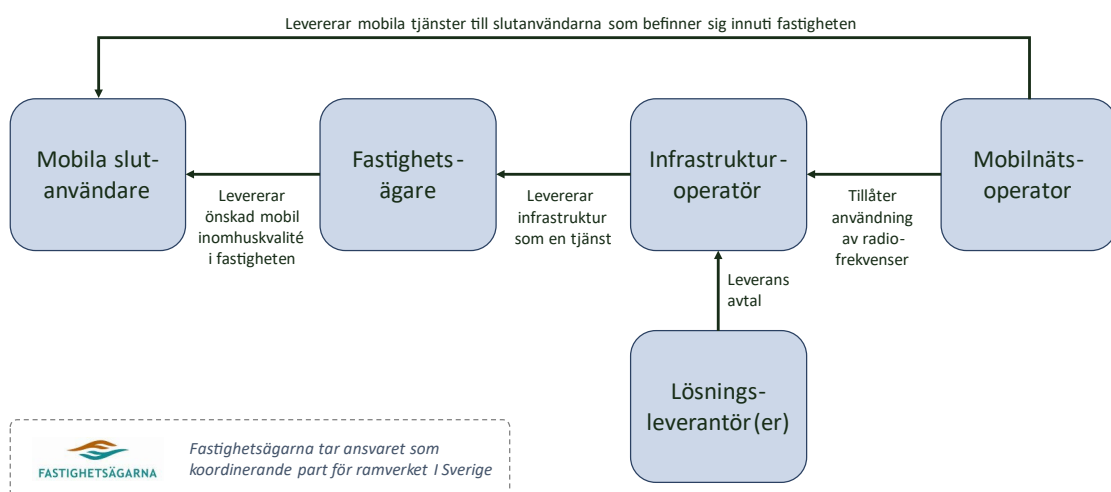 Levererar mobila tjänster till slutanvändarna som befinner sig innuti fastigheten
Mobila slut-
användare
Fastighets-
ägare
Infrastruktur-
operatör
Mobilnäts-
operator
Levererar
önskad mobil
inomhuskvalité
i fastigheten
Levererar
infrastruktur
som en tjänst
Tillåter
användning
av radio-
frekvenser
Leverans
avtal
Lösnings-
leverantör(er)
FASTIGHETSÄGARNA
Fastighetsägarna tar ansvaret som
koordinerande part för ramverket I Sverige